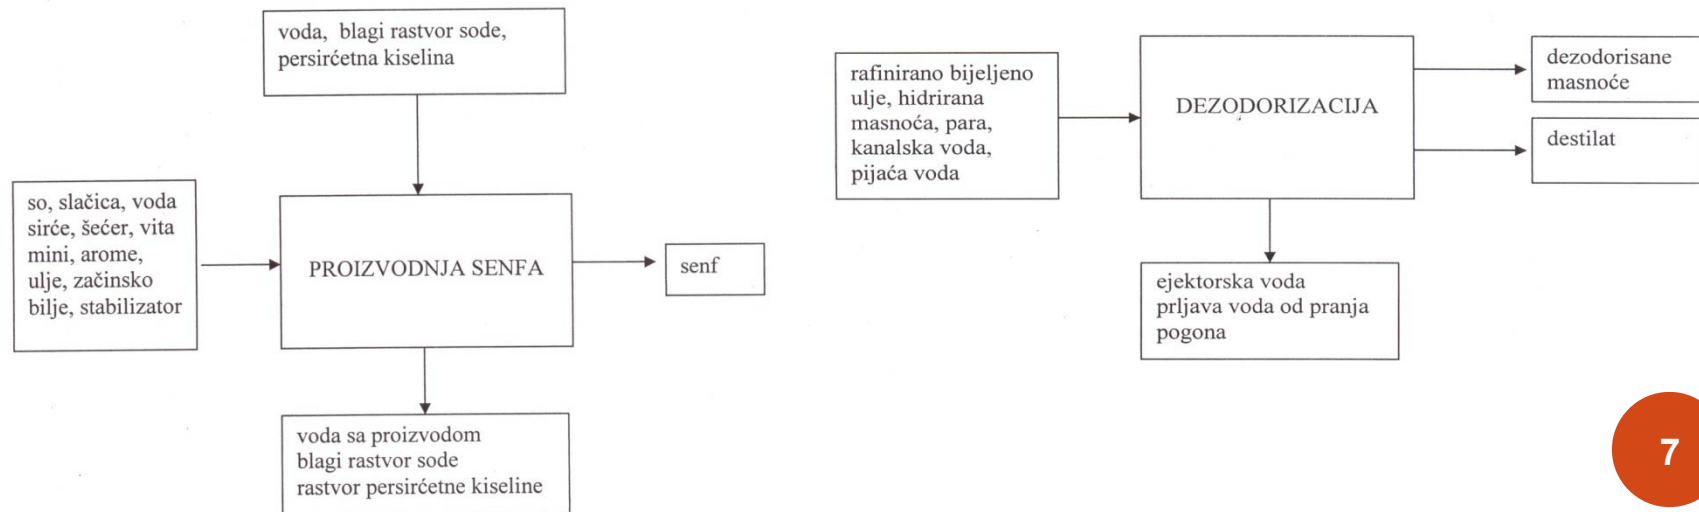 voda, blagi rastvor sode,
persirćetna kiselina
so, slačica, voda
sirće, šećer, vita
mini, arome,
ulje, začinsko
bilje, stabilizator
PROIZVODNJA SENFA
senf
voda sa proizvodom
blagi rastvor sode
rastvor persirćetne kiseline
rafinirano bijeljeno
ulje, hidrirana
masnoća, para,
kanalska voda,
pijaća voda
DEZODORIZACIJA
dezodorisane
masnoće
destilat
ejektorska voda
prljava voda od pranja
pogona
7